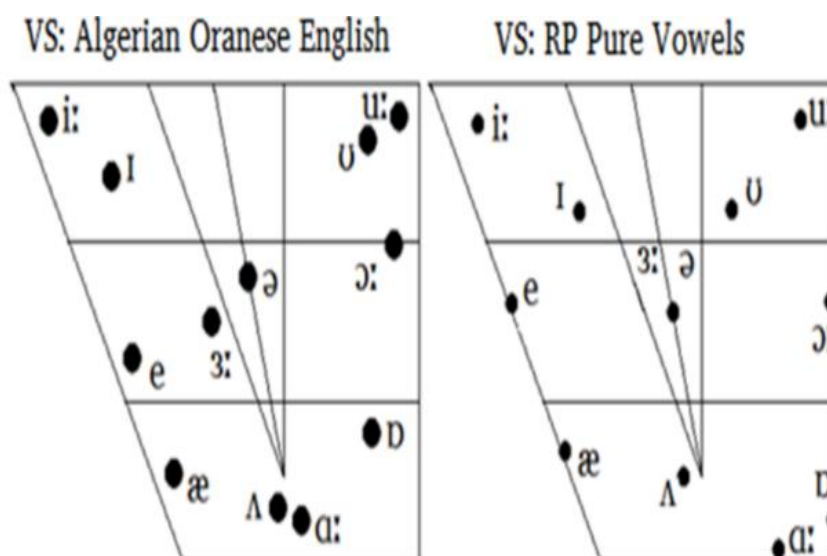 VS: Algerian Oranese English
VS: RP Pure Vowels
iː
uː
ʊ
ɪ
ə
ɔː
ɜː
e
ɒ
æ
ʌ
ɑː
iː
u
ɪ
ʊ
ɜː
ə
e
æ
ʌ
ɑː